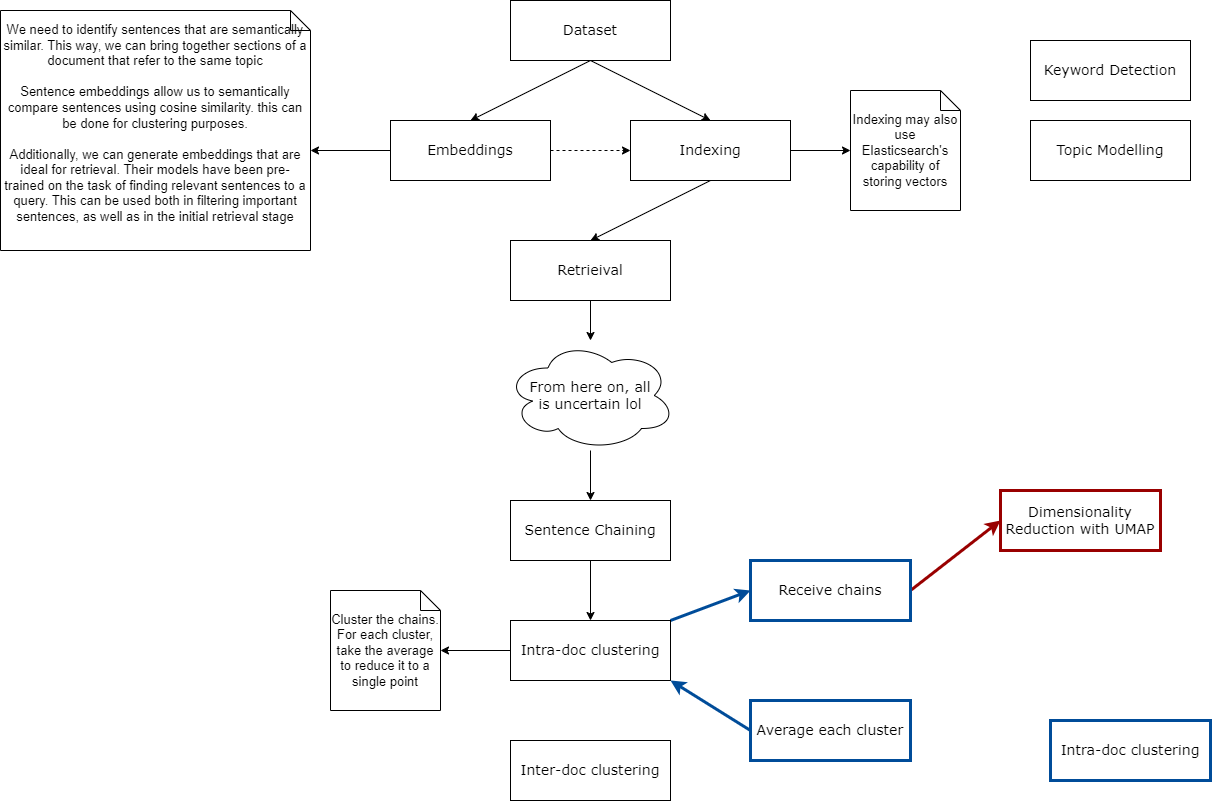 We need to identify sentences that are semantically
similar. This way, we can bring together sections of a
document that refer to the same topic
Sentence embeddings allow us to semantically
compare sentences using cosine similarity. this can
be done for clustering purposes.
Additionally, we can generate embeddings that are
ideal for retrieval. Their models have been pre-
trained on the task of finding relevant sentences to a
query. This can be used both in filtering important
sentences, as well as in the initial retrieval stage
Dataset
Embeddings
Indexing
Indexing may also
use
Elasticsearch's
capability of
storing vectors
Keyword Detection
Topic Modelling
Retrieival
From here on, all
is uncertain lol
Sentence Chaining
Dimensionality
Reduction with UMAP
Receive chains
Cluster the chains.
For each cluster,
take the average
to reduce it to a
single point
Intra-doc clustering
Average each cluster
Inter-doc clustering
Intra-doc clustering